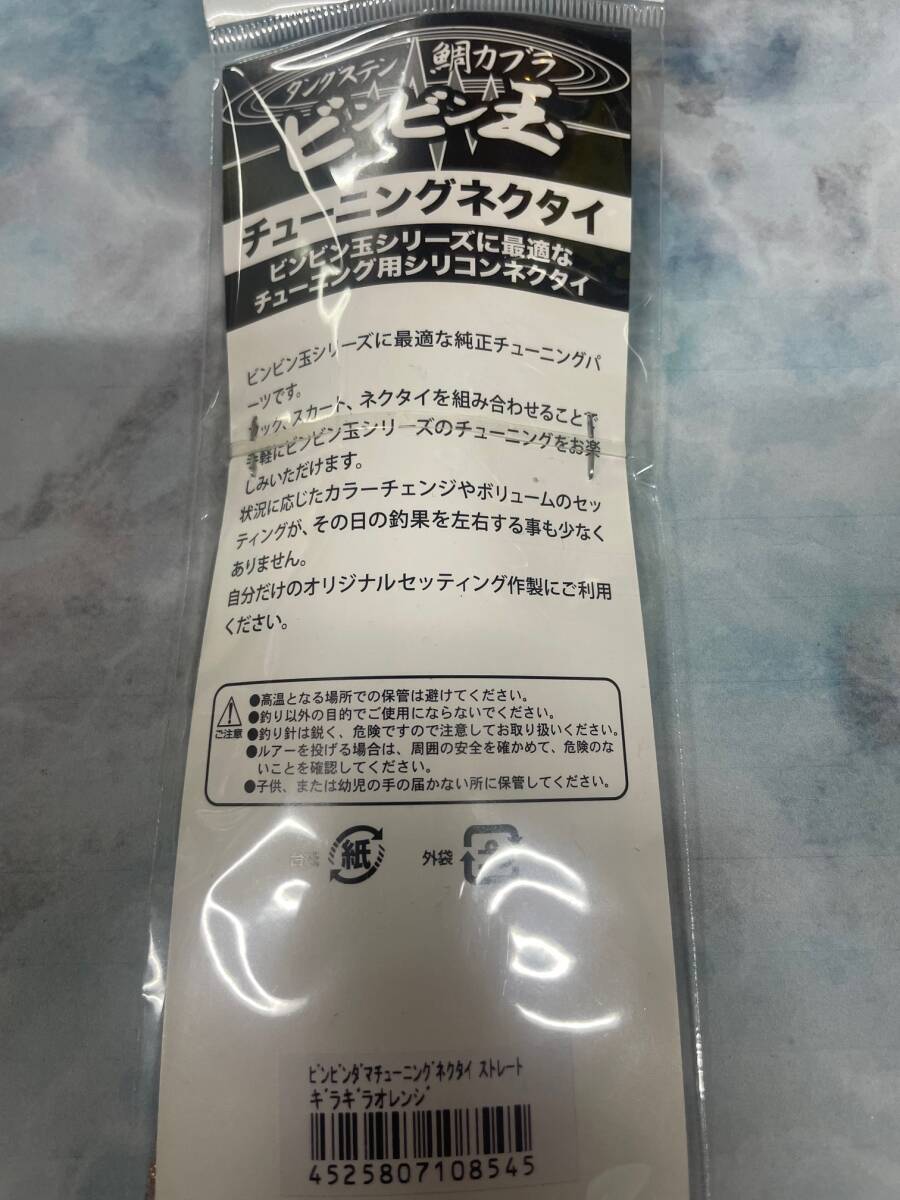 タングステン 鯛カブラ
ビンビン玉
チューニングネクタイ
ビンビン玉シリーズに最適な
チューニング用シリコンネクタイ
ビンビン玉シリーズに最適な純正チューニングパ
ーツです。
フック、スカート、ネクタイを組み合わせることで
手軽にビンビン玉シリーズのチューニングをお楽
しみいただけます。
状況に応じたカラーチェンジやボリュームのセッ
ティングが、その日の釣果を左右する事も少なく
ありません。
自分だけのオリジナルセッティング作製にご利用
ください。
ご注意
●高温となる場所での保管は避けてください。
●釣り以外の目的でご使用にならないでください。
●釣り針は鋭く、危険ですので注意してお取り扱いください。
●ルアーを投げる場合は、周囲の安全を確かめて、危険のな
いことを確認してください。
●子供、または幼児の手の届かない所に保管してください。
台紙 紙 外袋 プラ
ﾋﾞﾝﾋﾞﾝﾀﾞﾏチューニングﾞネクタイ ストレート
ギラギラオレンジ
4525807108545